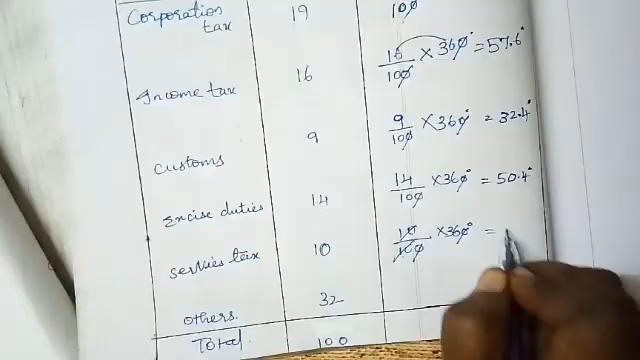 Corporation 19 100
tax
Income tax 16 16/100 × 360° = 57.6°
customs 9 9/100 × 360° = 32.4°
Encise duties 14 14/100 × 360° = 50.4°
services tax 10 10/100 × 360° =
others. 32
Total 100